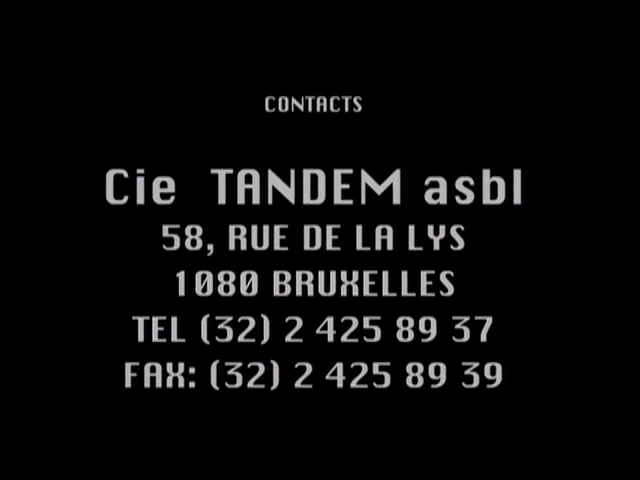 CONTACTS
Cie TANDEM asbl
58, RUE DE LA LYS
1080 BRUXELLES
TEL (32) 2 425 89 37
FAX: (32) 2 425 89 39